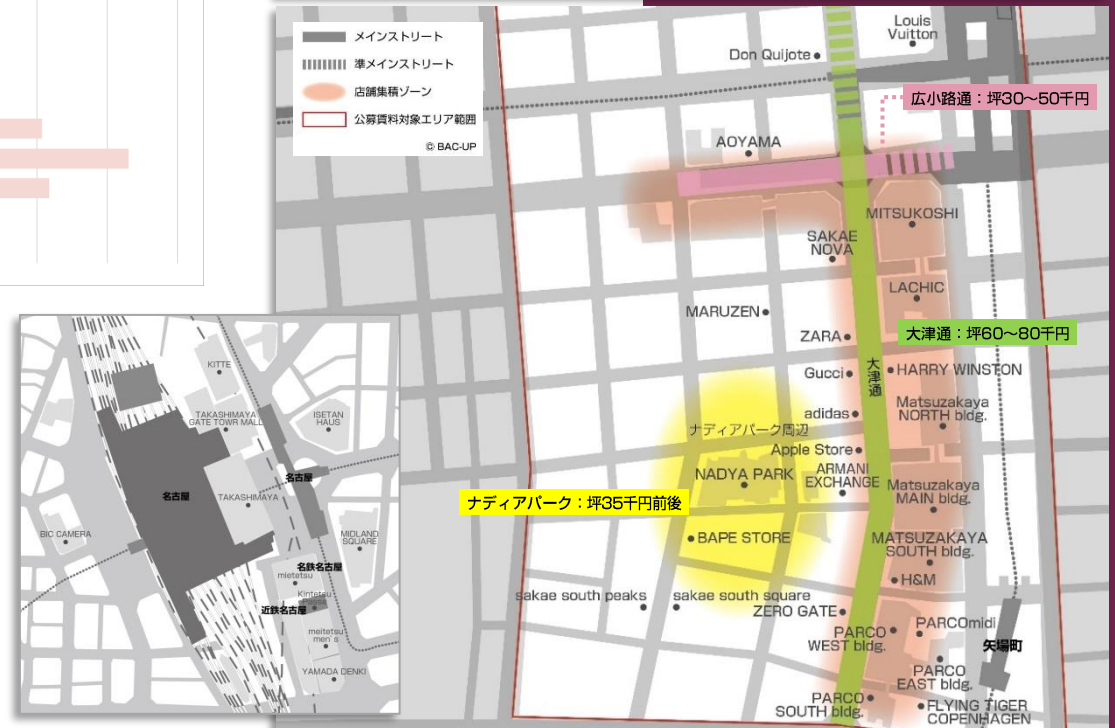 メインストリート
準メインストリート
店舗集積ゾーン
公募賃料対象エリア範囲
© BAC-UP
Louis
Vuitton
Don Quijote
広小路通：坪30～50千円
AOYAMA
MITSUKOSHI
SAKAE
NOVA
LACHIC
MARUZEN
大津通：坪60～80千円
ZARA
大津通
Gucci
HARRY WINSTON
adidas
Matsuzakaya
NORTH bldg.
ナディアパーク周辺
Apple Store
NADYA PARK
ARMANI
EXCHANGE
Matsuzakaya
MAIN bldg.
ナディアパーク：坪35千円前後
BAPE STORE
MATSUZAKAYA
SOUTH bldg.
H&M
sakae south peaks
sakae south square
ZERO GATE
PARCO
WEST bldg.
PARCOmidi
矢場町
PARCO
EAST bldg.
PARCO
SOUTH bldg.
FLYING TIGER
COPENHAGEN
KITTE
TAKASHIMAYA
GATE TOWN MALL
ISETAN
HAUS
名古屋
名古屋
TAKASHIMAYA
BIC CAMERA
MIDLAND
SQUARE
名鉄名古屋
mietetsu
Kintetsu
近鉄名古屋
meitetsu
men's
YAMADA DENKI